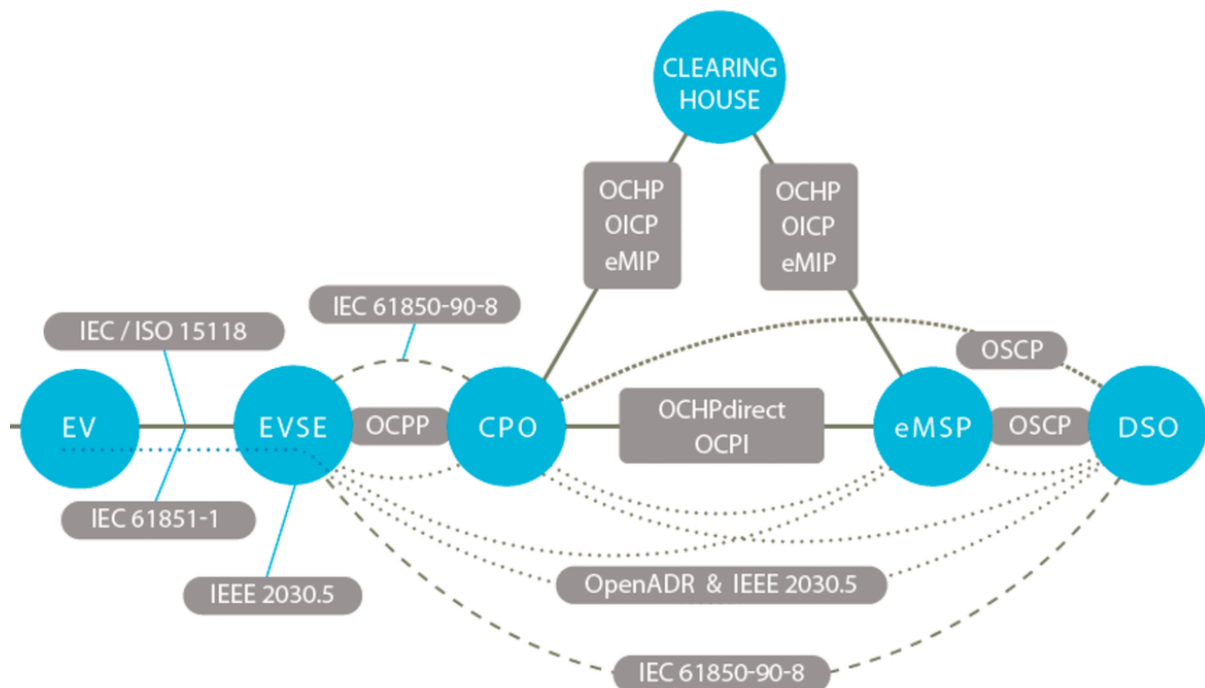 CLEARING
HOUSE
OCHP
OICP
eMIP
OCHP
OICP
eMIP
IEC 61850-90-8
IEC / ISO 15118
OSCP
EV
EVSE
OCPP
CPO
OCHPdirect
OCPI
eMSP
OSCP
DSO
IEC 61851-1
IEEE 2030.5
OpenADR & IEEE 2030.5
IEC 61850-90-8